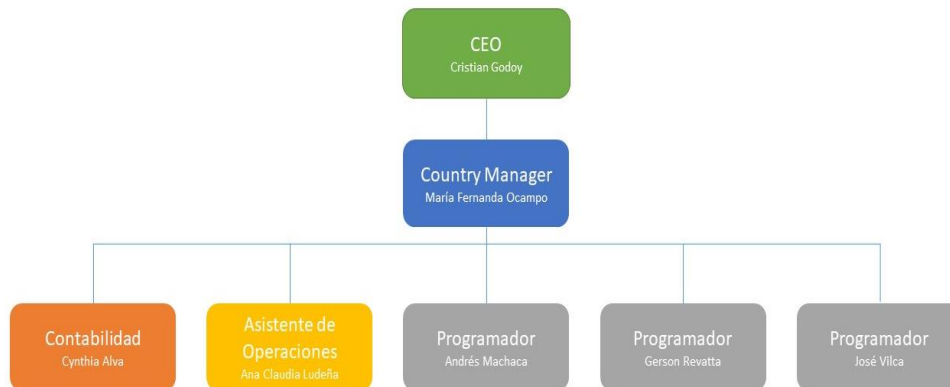 CEO
Cristian Godoy
Country Manager
María Fernanda Ocampo
Contabilidad
Cynthia Alva
Asistente de
Operaciones
Ana Claudia Ludeña
Programador
Andrés Machaca
Programador
Gerson Revatta
Programador
José Vilca